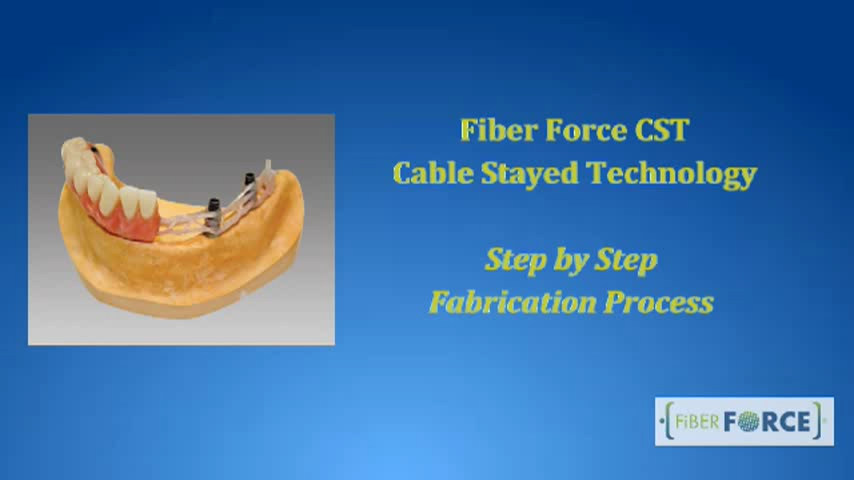 Fiber Force CST
Cable Stayed Technology
Step by Step
Fabrication Process
FiBER FORCE